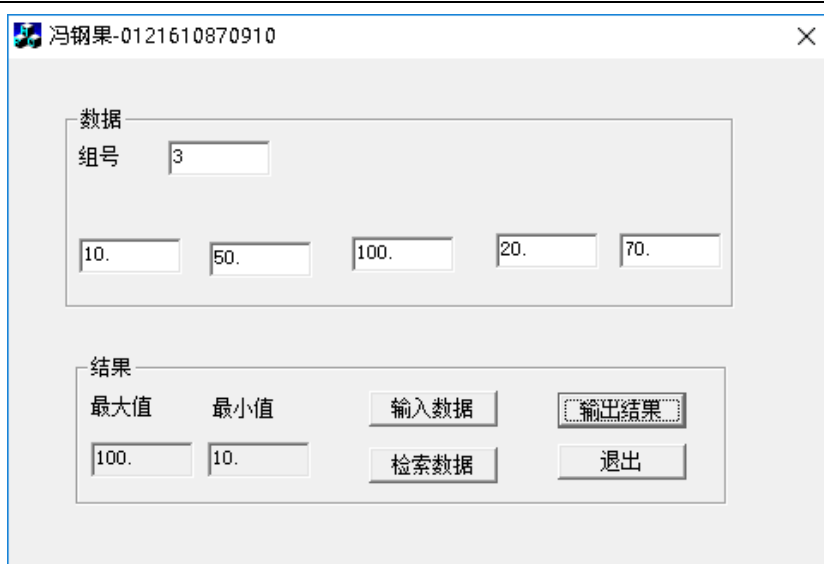 冯钢果-0121610870910
数据
组号 3
10. 50. 100. 20. 70.
结果
最大值 最小值 输入数据 输出结果
100. 10. 检索数据 退出